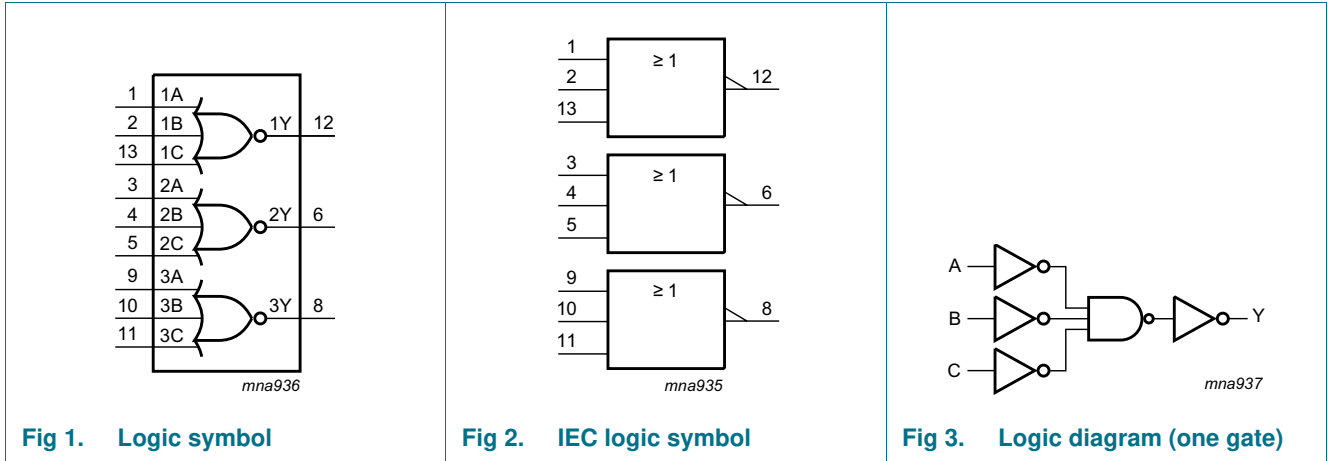 1 1A
2 1B 1Y 12
13 1C
3 2A
4 2B 2Y 6
5 2C
9 3A
10 3B 3Y 8
11 3C
mna936
Fig 1. Logic symbol
1 ≥ 1
2 12
13
3 ≥ 1
4 6
5
9 ≥ 1
10 8
11
mna935
Fig 2. IEC logic symbol
A
B Y
C
mna937
Fig 3. Logic diagram (one gate)